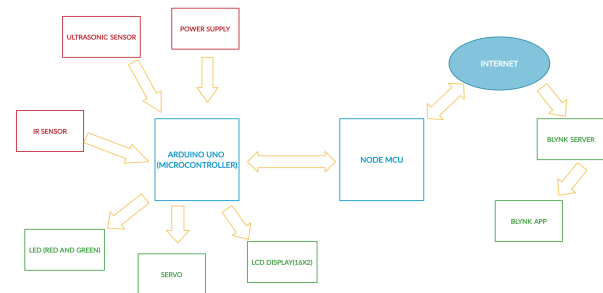 POWER SUPPLY
ULTRASONIC SENSOR
INTERNET
IR SENSOR
ARDUINO UNO
(MICROCONTROLLER)
NODE MCU
BLYNK SERVER
BLYNK APP
LED (RED AND GREEN)
SERVO
LCD DISPLAY(16X2)